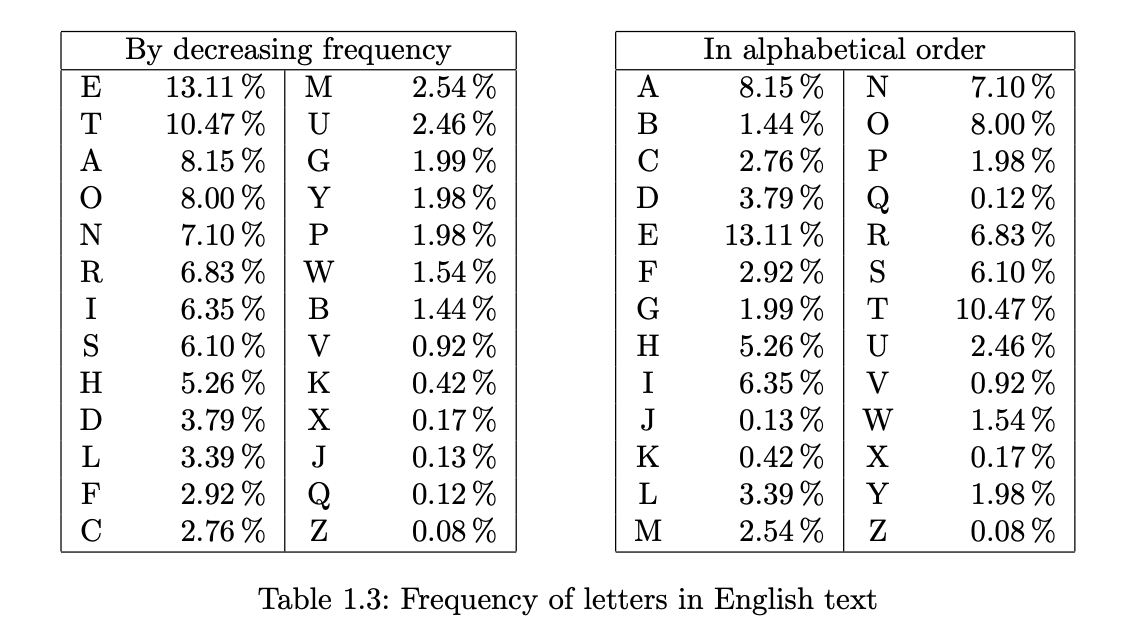 By decreasing frequency In alphabetical order
E 13.11 % M 2.54 % A 8.15 % N 7.10 %
T 10.47 % U 2.46 % B 1.44 % O 8.00 %
A 8.15 % G 1.99 % C 2.76 % P 1.98 %
O 8.00 % Y 1.98 % D 3.79 % Q 0.12 %
N 7.10 % P 1.98 % E 13.11 % R 6.83 %
R 6.83 % W 1.54 % F 2.92 % S 6.10 %
I 6.35 % B 1.44 % G 1.99 % T 10.47 %
S 6.10 % V 0.92 % H 5.26 % U 2.46 %
H 5.26 % K 0.42 % I 6.35 % V 0.92 %
D 3.79 % X 0.17 % J 0.13 % W 1.54 %
L 3.39 % J 0.13 % K 0.42 % X 0.17 %
F 2.92 % Q 0.12 % L 3.39 % Y 1.98 %
C 2.76 % Z 0.08 % M 2.54 % Z 0.08 %
Table 1.3: Frequency of letters in English text